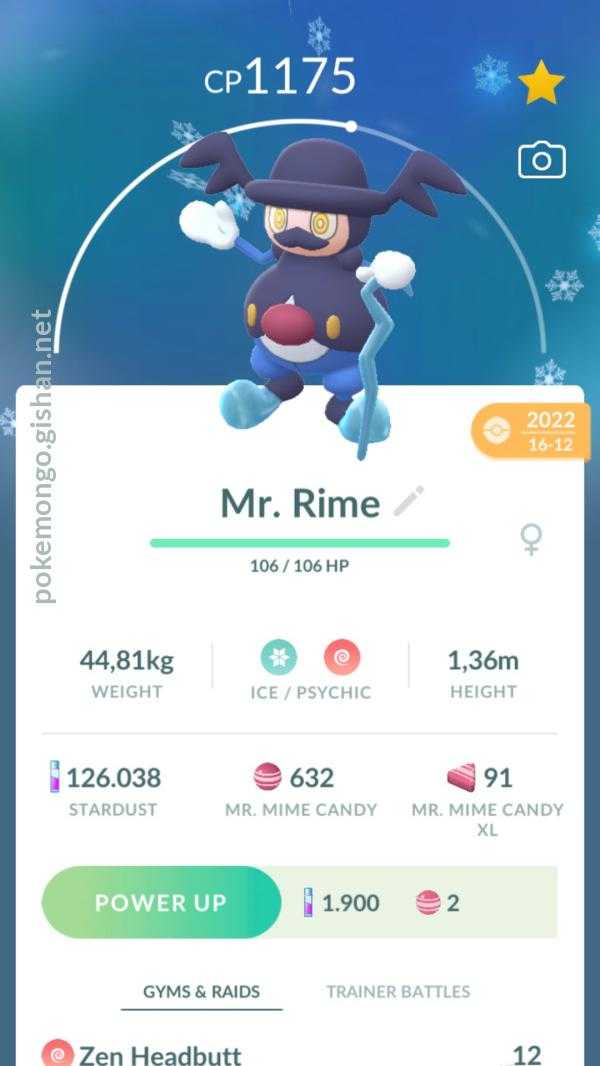 CP1175
pokemongo.gishan.net
2022
16-12
Mr. Rime
106 / 106 HP
44,81kg
WEIGHT
ICE / PSYCHIC
1,36m
HEIGHT
126.038
STARDUST
632
MR. MIME CANDY
91
MR. MIME CANDY
XL
POWER UP
1.900
2
GYMS & RAIDS
TRAINER BATTLES
Zen Headbutt
12